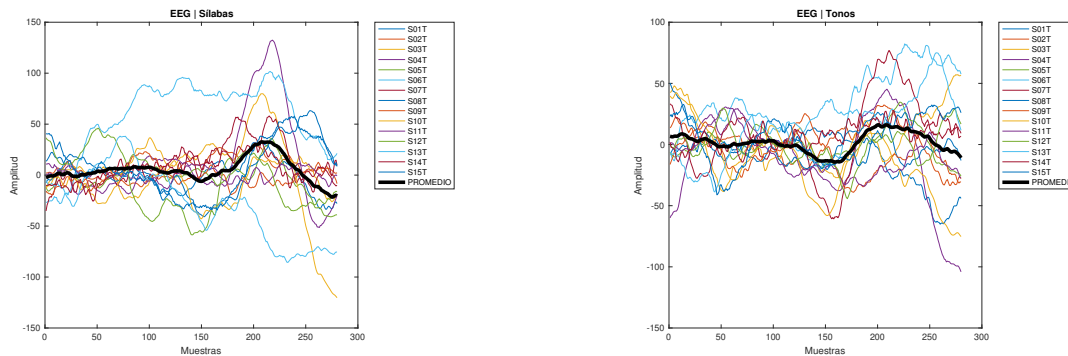 EEG | Sílabas
150
100
50
0
-50
-100
-150
0
50
100
150
200
250
300
Amplitud
Muestras
S01T
S02T
S03T
S04T
S05T
S06T
S07T
S08T
S09T
S10T
S11T
S12T
S13T
S14T
S15T
PROMEDIO
EEG | Tonos
100
50
0
-50
-100
-150
0
50
100
150
200
250
300
Amplitud
Muestras
S01T
S02T
S03T
S04T
S05T
S06T
S07T
S08T
S09T
S10T
S11T
S12T
S13T
S14T
S15T
PROMEDIO